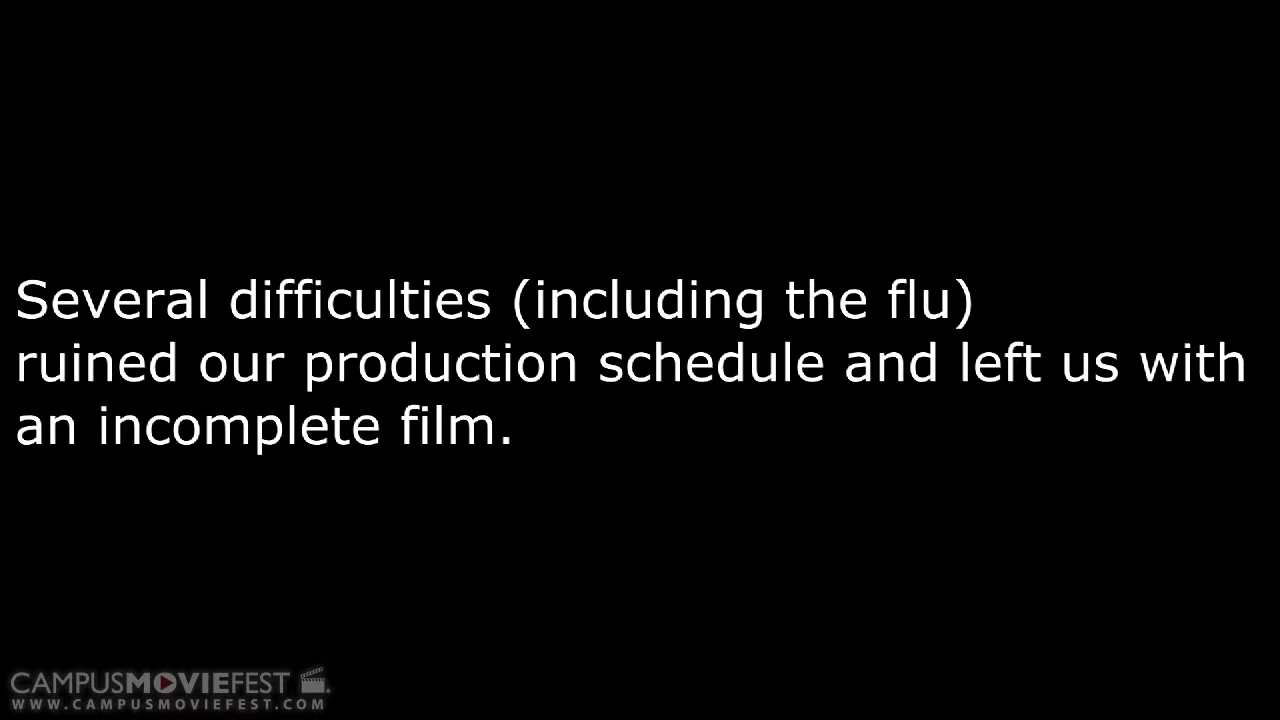 Several difficulties (including the flu)
ruined our production schedule and left us with
an incomplete film.
CAMPUSMOVIEFEST
WWW.CAMPUSMOVIEFEST.COM